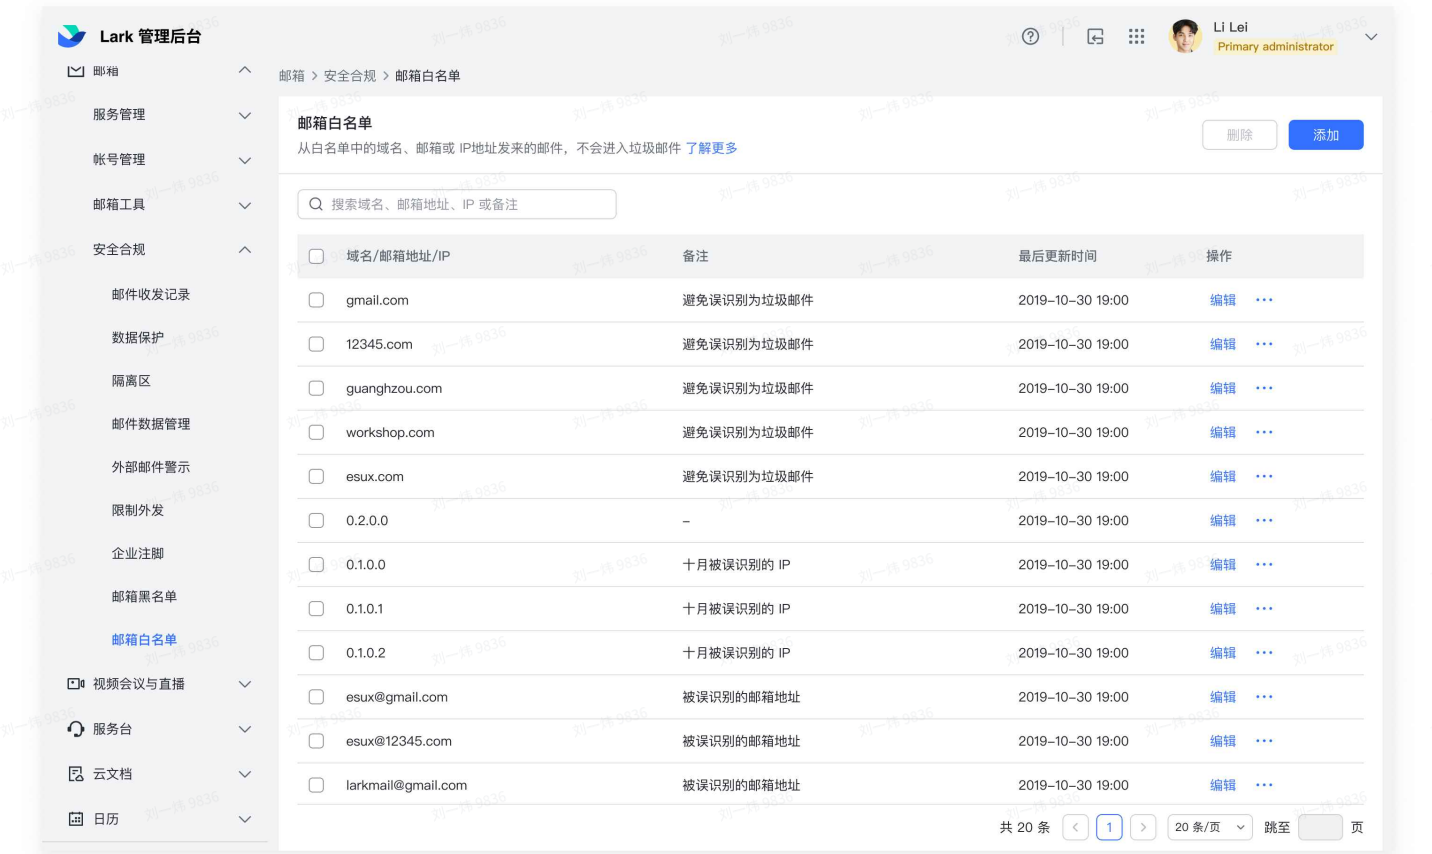 Lark 管理后台
Li Lei
Primary administrator
邮箱
服务管理
帐号管理
邮箱工具
安全合规
邮件收发记录
数据保护
隔离区
邮件数据管理
外部邮件警示
限制外发
企业注脚
邮箱黑名单
邮箱白名单
视频会议与直播
服务台
云文档
日历
邮箱 > 安全合规 > 邮箱白名单
邮箱白名单
从白名单中的域名、邮箱或 IP地址发来的邮件，不会进入垃圾邮件 了解更多
删除 添加
搜索域名、邮箱地址、IP 或备注
域名/邮箱地址/IP 备注 最后更新时间 操作
gmail.com 避免误识别为垃圾邮件 2019-10-30 19:00 编辑 ···
12345.com 避免误识别为垃圾邮件 2019-10-30 19:00 编辑 ···
guanghzou.com 避免误识别为垃圾邮件 2019-10-30 19:00 编辑 ···
workshop.com 避免误识别为垃圾邮件 2019-10-30 19:00 编辑 ···
esux.com 避免误识别为垃圾邮件 2019-10-30 19:00 编辑 ···
0.2.0.0 – 2019-10-30 19:00 编辑 ···
0.1.0.0 十月被误识别的 IP 2019-10-30 19:00 编辑 ···
0.1.0.1 十月被误识别的 IP 2019-10-30 19:00 编辑 ···
0.1.0.2 十月被误识别的 IP 2019-10-30 19:00 编辑 ···
esux@gmail.com 被误识别的邮箱地址 2019-10-30 19:00 编辑 ···
esux@12345.com 被误识别的邮箱地址 2019-10-30 19:00 编辑 ···
larkmail@gmail.com 被误识别的邮箱地址 2019-10-30 19:00 编辑 ···
共 20 条 < 1 > 20 条/页 跳至 页
刘一炜 9836